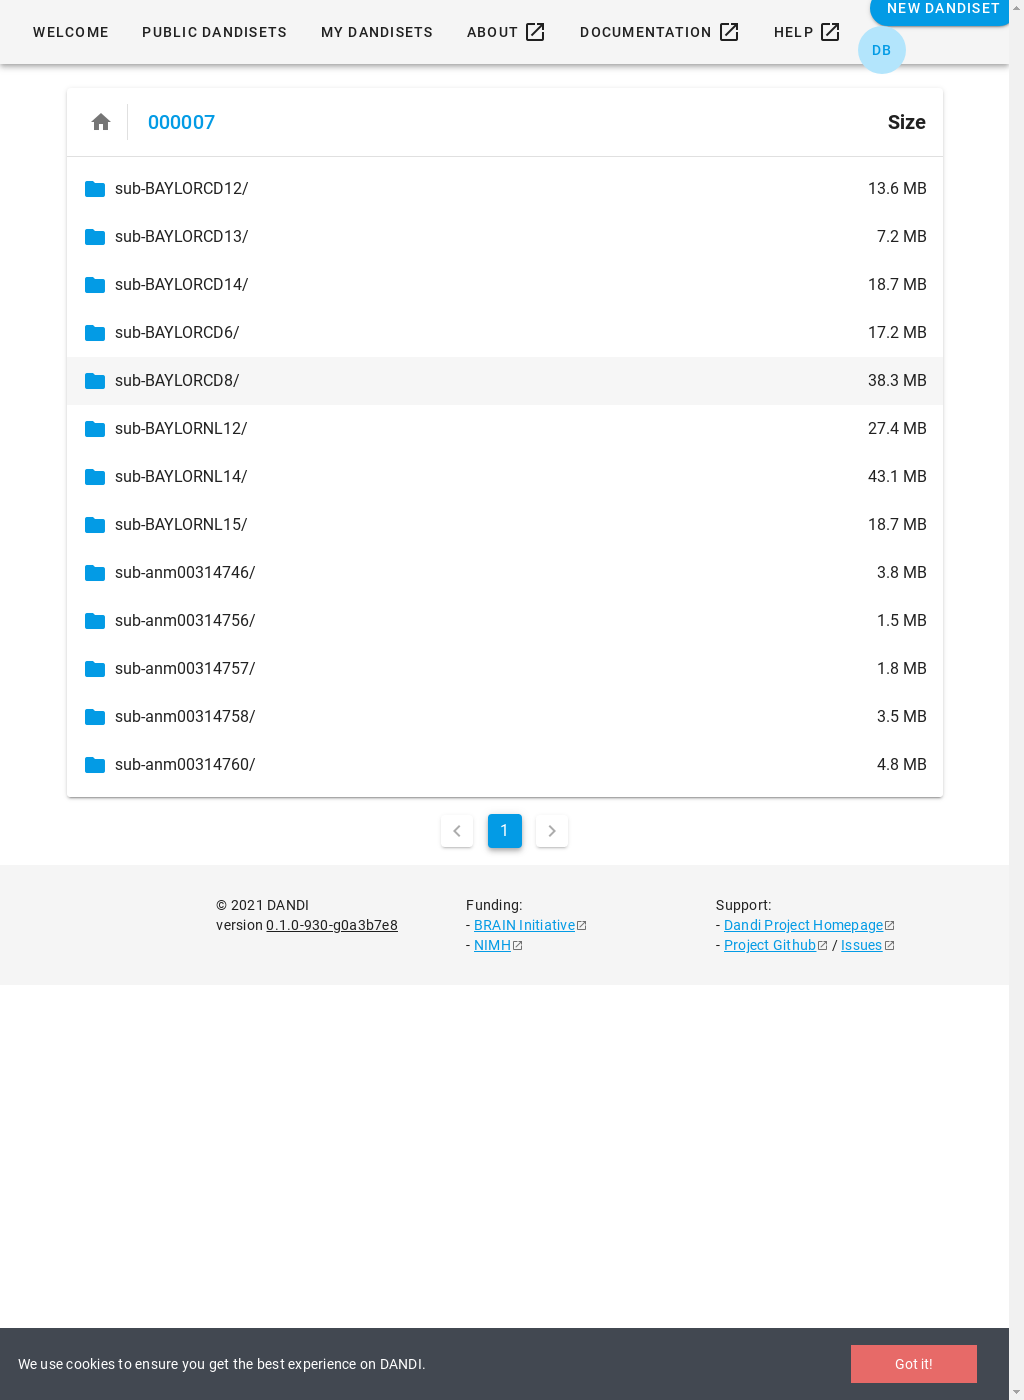 WELCOME PUBLIC DANDISETS MY DANDISETS ABOUT DOCUMENTATION HELP NEW DANDISET
DB
000007 Size
sub-BAYLORCD12/ 13.6 MB
sub-BAYLORCD13/ 7.2 MB
sub-BAYLORCD14/ 18.7 MB
sub-BAYLORCD6/ 17.2 MB
sub-BAYLORCD8/ 38.3 MB
sub-BAYLORNL12/ 27.4 MB
sub-BAYLORNL14/ 43.1 MB
sub-BAYLORNL15/ 18.7 MB
sub-anm00314746/ 3.8 MB
sub-anm00314756/ 1.5 MB
sub-anm00314757/ 1.8 MB
sub-anm00314758/ 3.5 MB
sub-anm00314760/ 4.8 MB
1
© 2021 DANDI
version 0.1.0-930-g0a3b7e8
Funding:
- BRAIN Initiative
- NIMH
Support:
- Dandi Project Homepage
- Project Github / Issues
We use cookies to ensure you get the best experience on DANDI.
Got it!